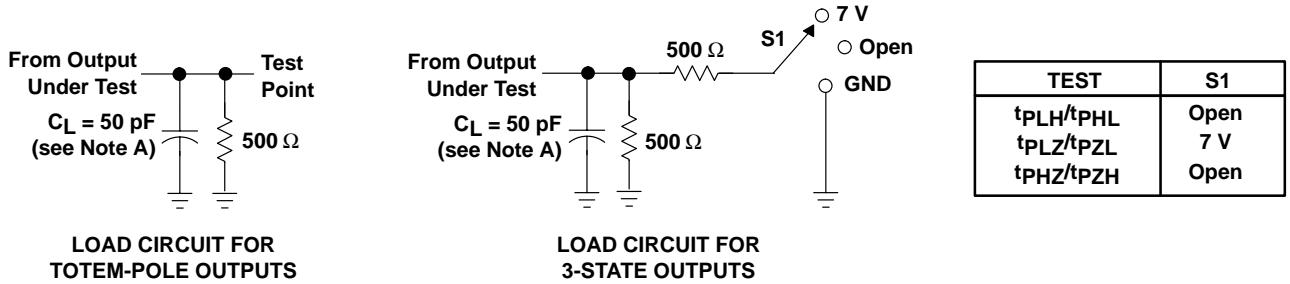 From Output
Under Test
Test
Point
CL = 50 pF
(see Note A)
500 Ω
LOAD CIRCUIT FOR
TOTEM-POLE OUTPUTS
From Output
Under Test
500 Ω
S1
7 V
Open
GND
CL = 50 pF
(see Note A)
500 Ω
LOAD CIRCUIT FOR
3-STATE OUTPUTS
TEST S1
tPLH/tPHL Open
tPLZ/tPZL 7 V
tPHZ/tPZH Open